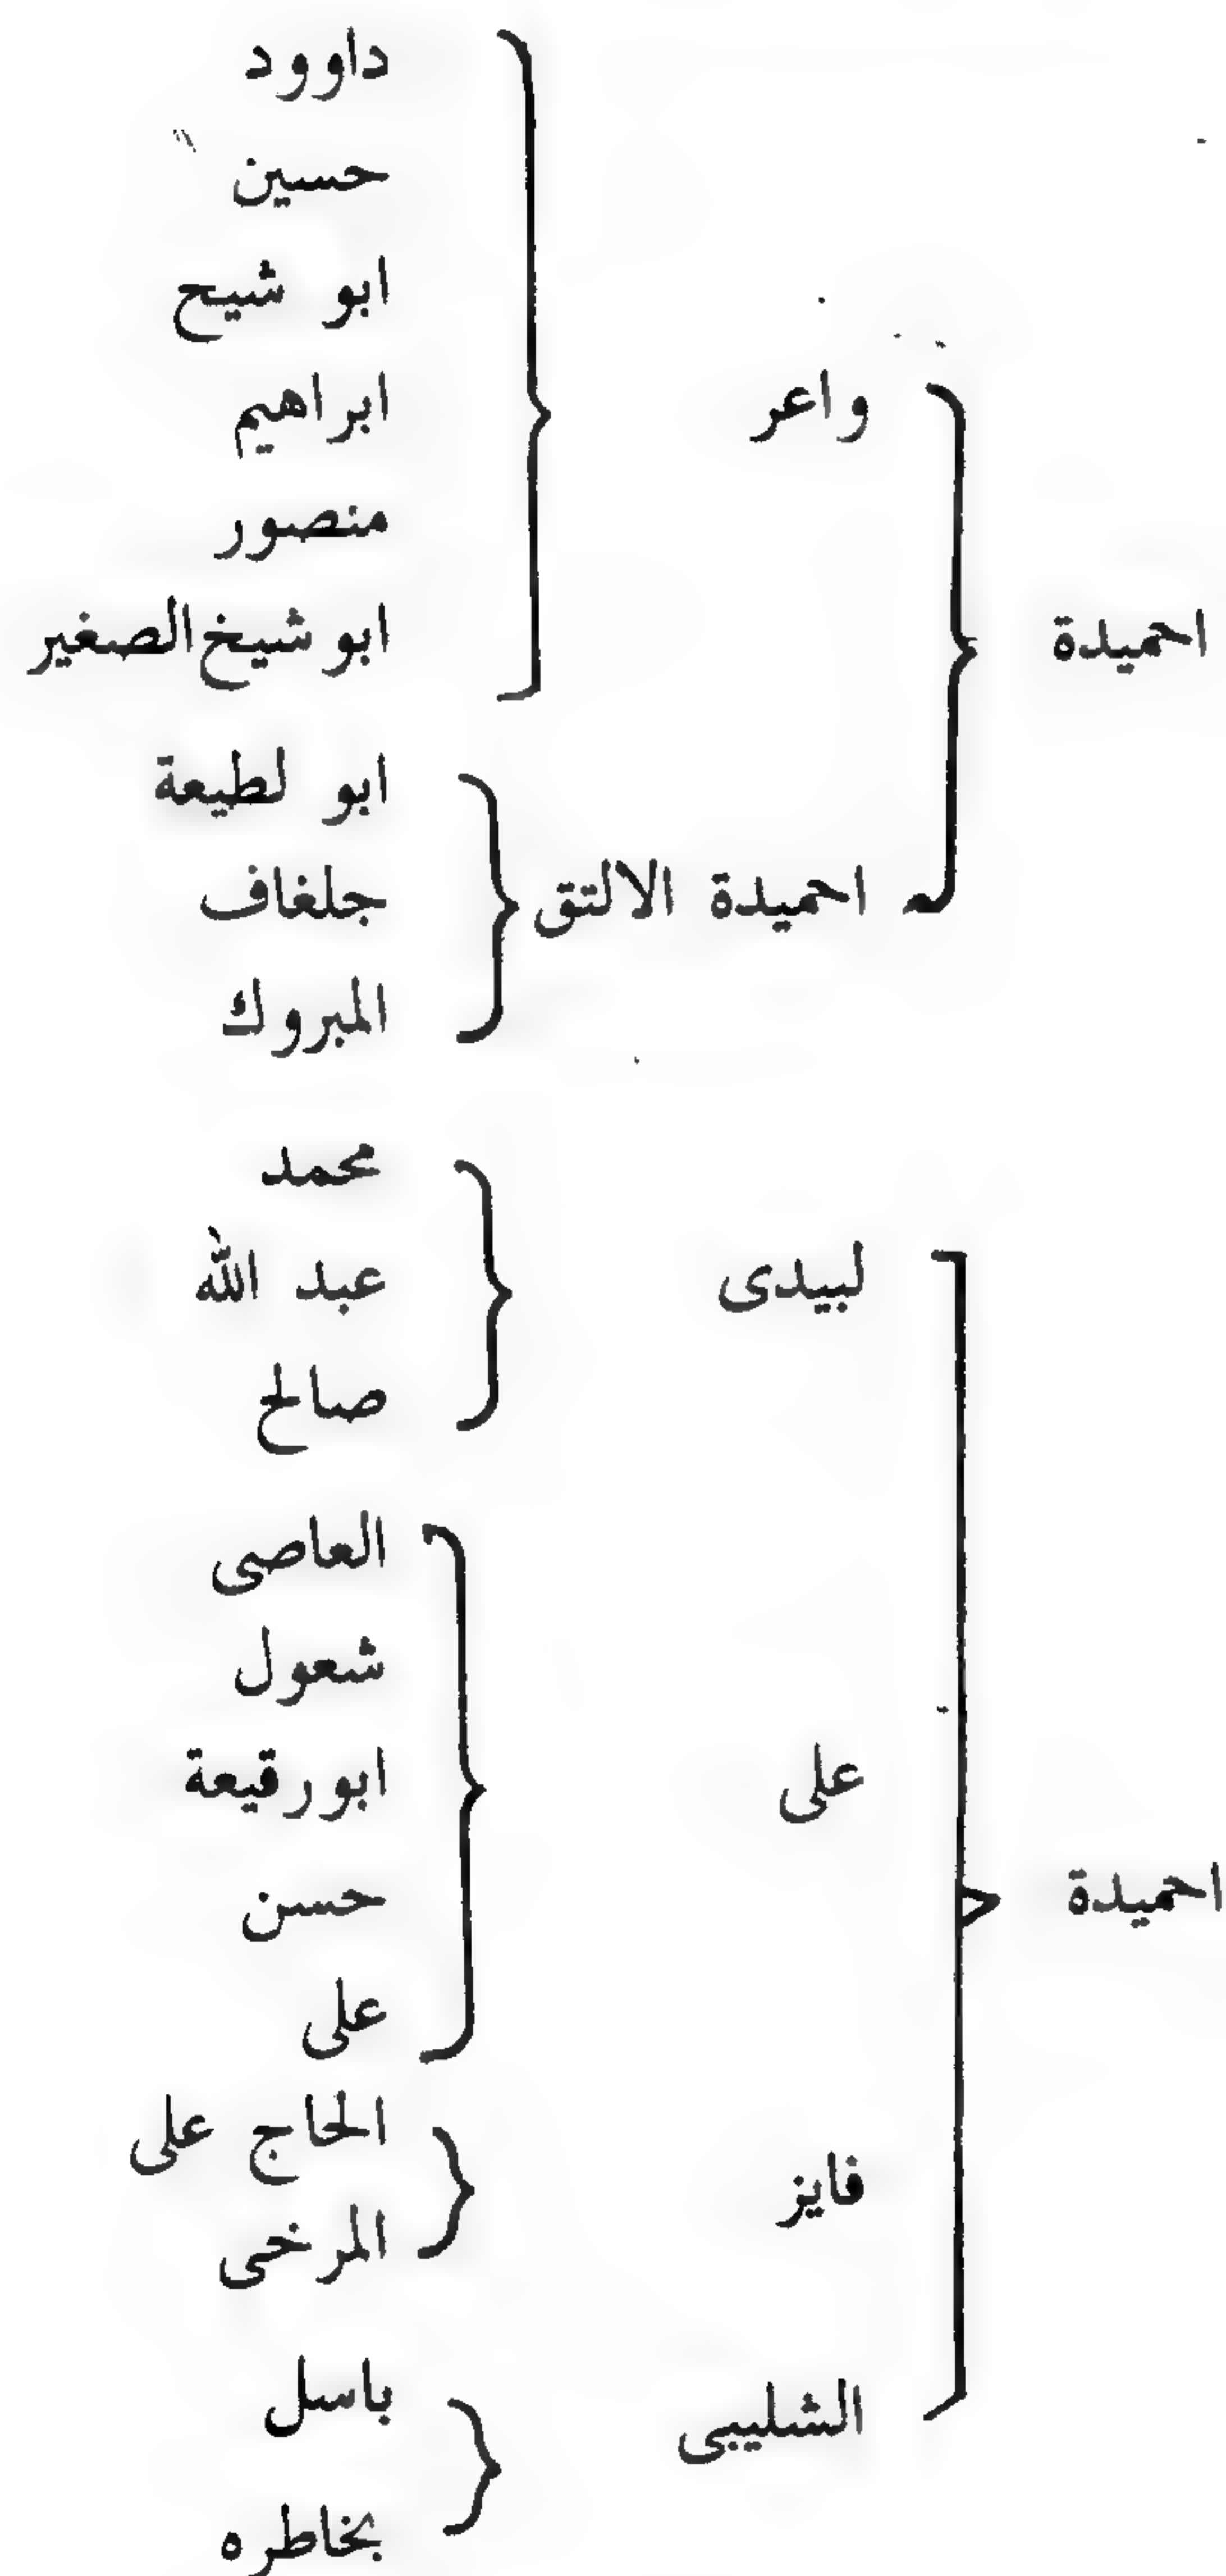 داوود
حسين
ابو شيح
واعر
ابراهيم
منصور
احميدة
ابو شيخ الصغير
ابو لطيعة
احميدة الالتق
جلغاف
المبروك
محمد
لبيدى
عبد الله
صالح
العاصى
شعول
على
ابو رقيعة
احميدة
حسن
على
الحاج على
فايز
المرخى
باسل
الشليبى
بخاطره